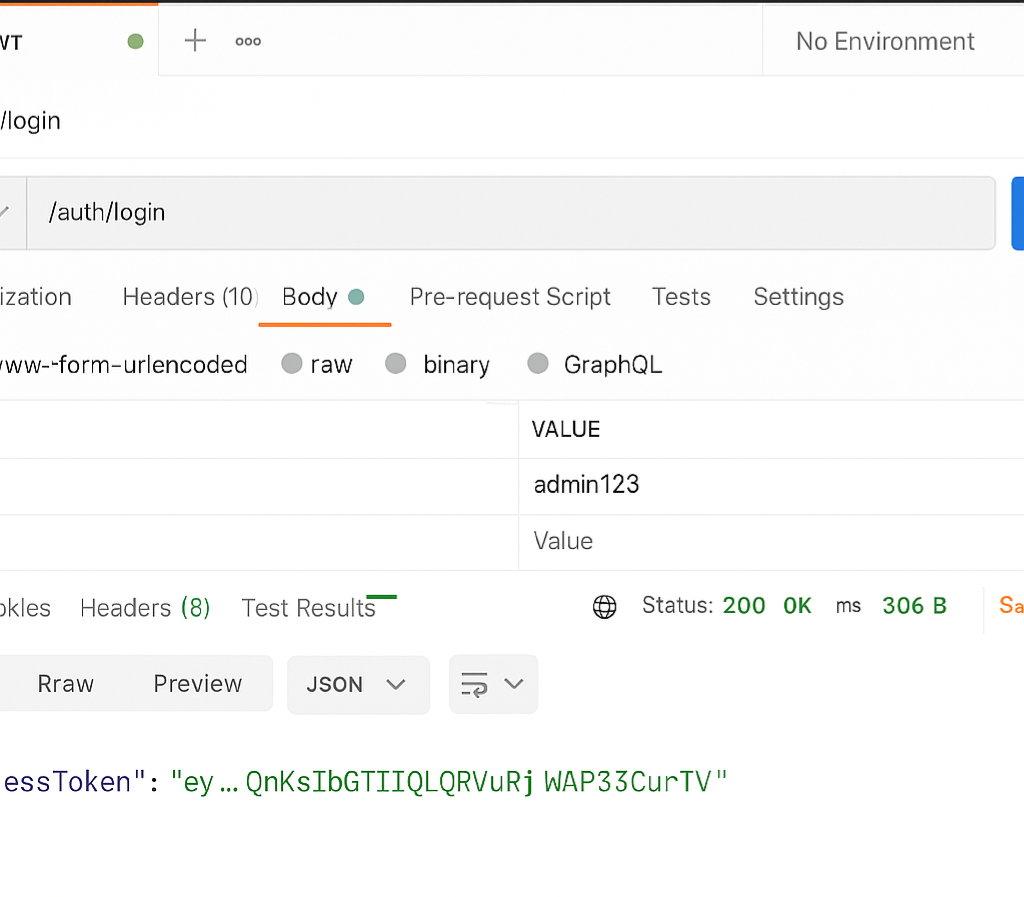 WT No Environment
/login
/auth/login
ization Headers (10) Body Pre-request Script Tests Settings
www--form-urlencoded raw binary GraphQL
VALUE
admin123
Value
okles Headers (8) Test Results Status: 200 OK ms 306 B Sa
Rraw Preview JSON
essToken": "ey...QnKsIbGTIIQLQRVuRj WAP33CurTV"